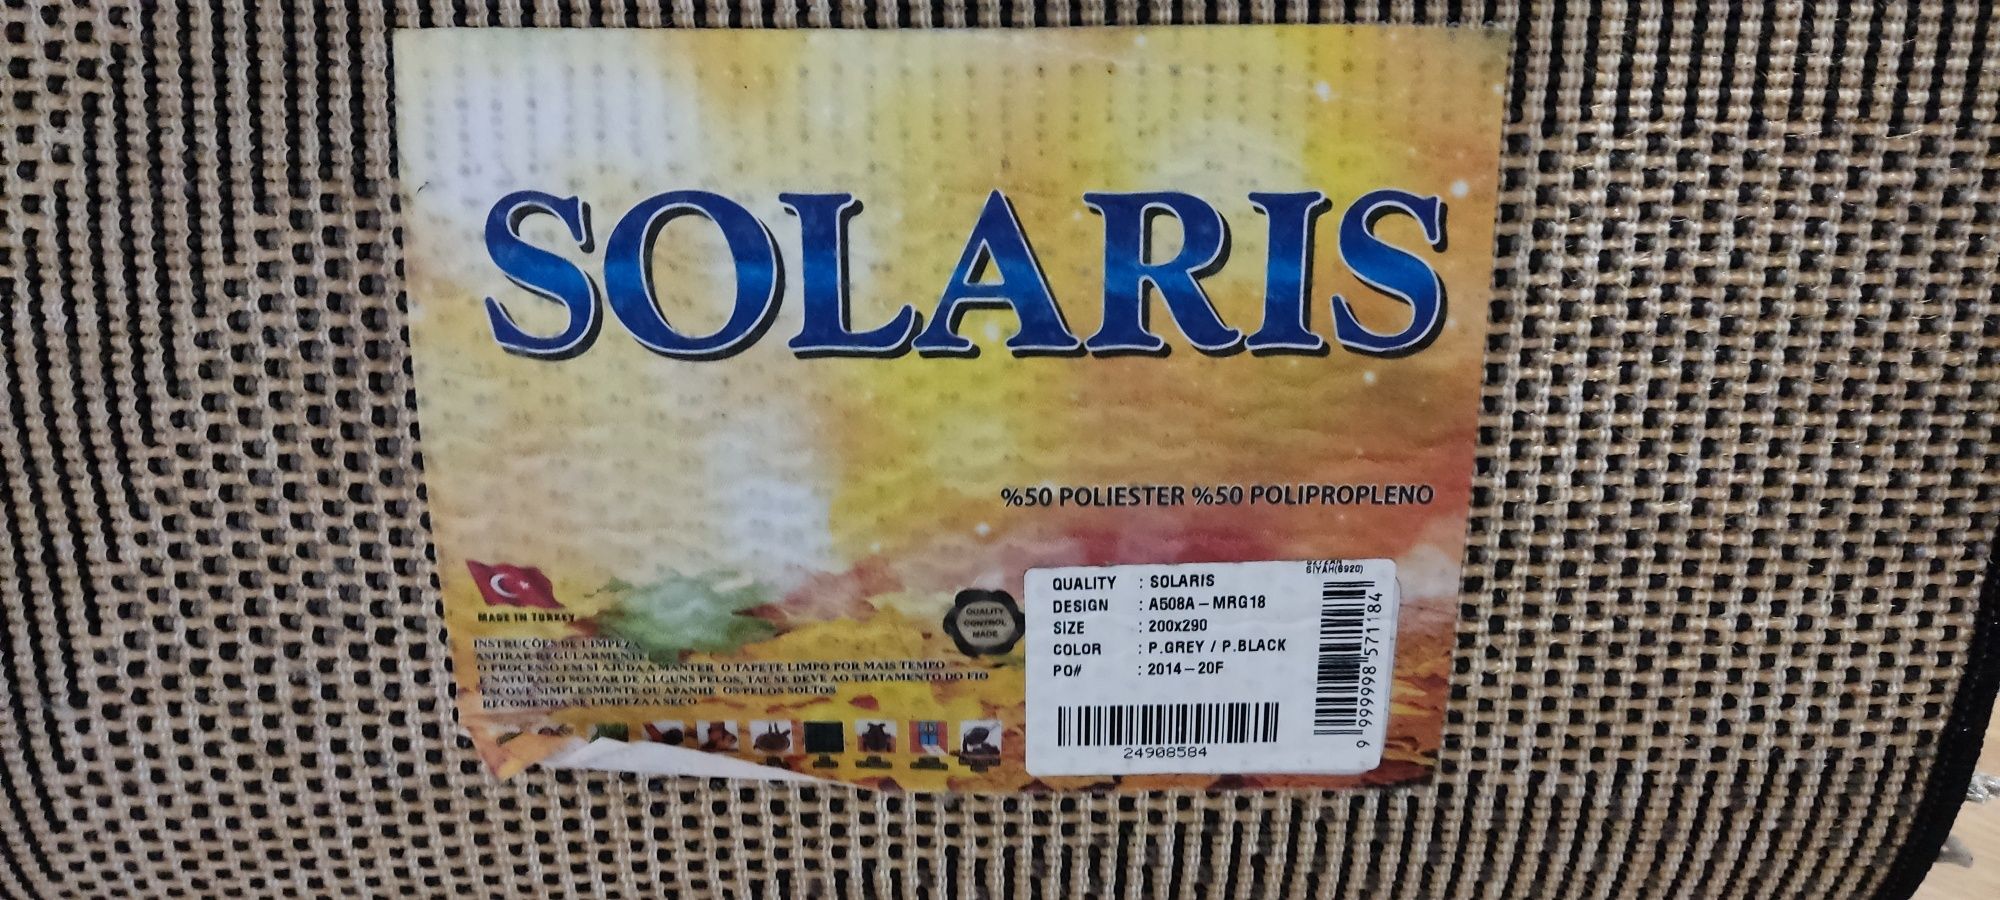 SOLARIS
%50 POLIESTER %50 POLIPROPLENO
MADE IN TURKEY
QUALITY
CONTROL
MADE
INSTRUCÕES DE LIMPEZA
ASPIRAR REGULARMENTE
O PROCESSO EM SI AJUDA A MANTER O TAPETE LIMPO POR MAIS TEMPO
E NATURAL O SOLTAR DE ALGUNS PELOS, TAL SE DEVE AO TRATAMENTO DO FIO
ESCOVE SIMPLESMENTE OU APANHE OS PELOS SOLTOS
RECOMENDA-SE LIMPEZA A SECO
QUALITY : SOLARIS
DESIGN : A508A-MRG18
SIZE : 200x290
COLOR : P.GREY / P.BLACK
PO# : 2014-20F
24908584
SIYAH(6920)
9 999998 571184